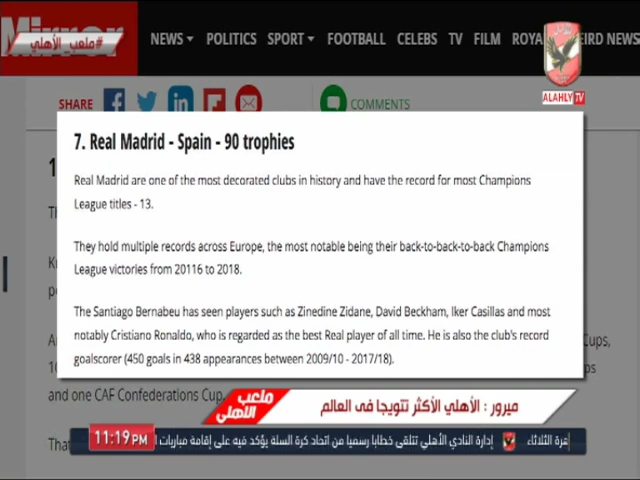 Mirror
#ملعب_الأهلي
NEWS POLITICS SPORT FOOTBALL CELEBS TV FILM ROYA EIRD NEWS
ALAHLY TV
SHARE
f
in
COMMENTS
7. Real Madrid - Spain - 90 trophies
Real Madrid are one of the most decorated clubs in history and have the record for most Champions
League titles - 13.
They hold multiple records across Europe, the most notable being their back-to-back-to-back Champions
League victories from 20116 to 2018.
The Santiago Bernabeu has seen players such as Zinedine Zidane, David Beckham, Iker Casillas and most
notably Cristiano Ronaldo, who is regarded as the best Real player of all time. He is also the club's record
goalscorer (450 goals in 438 appearances between 2009/10 - 2017/18).
Cups,
and one CAF Confederations Cup
ملعب الأهلي
ميرور : الأهلي الأكثر تتويجا فى العالم
That
11:19 PM
هرة الثلاثاء إدارة النادي الأهلي تتلقى خطابا رسميا من اتحاد كرة السلة يؤكد فيه على إقامة مباريات ا